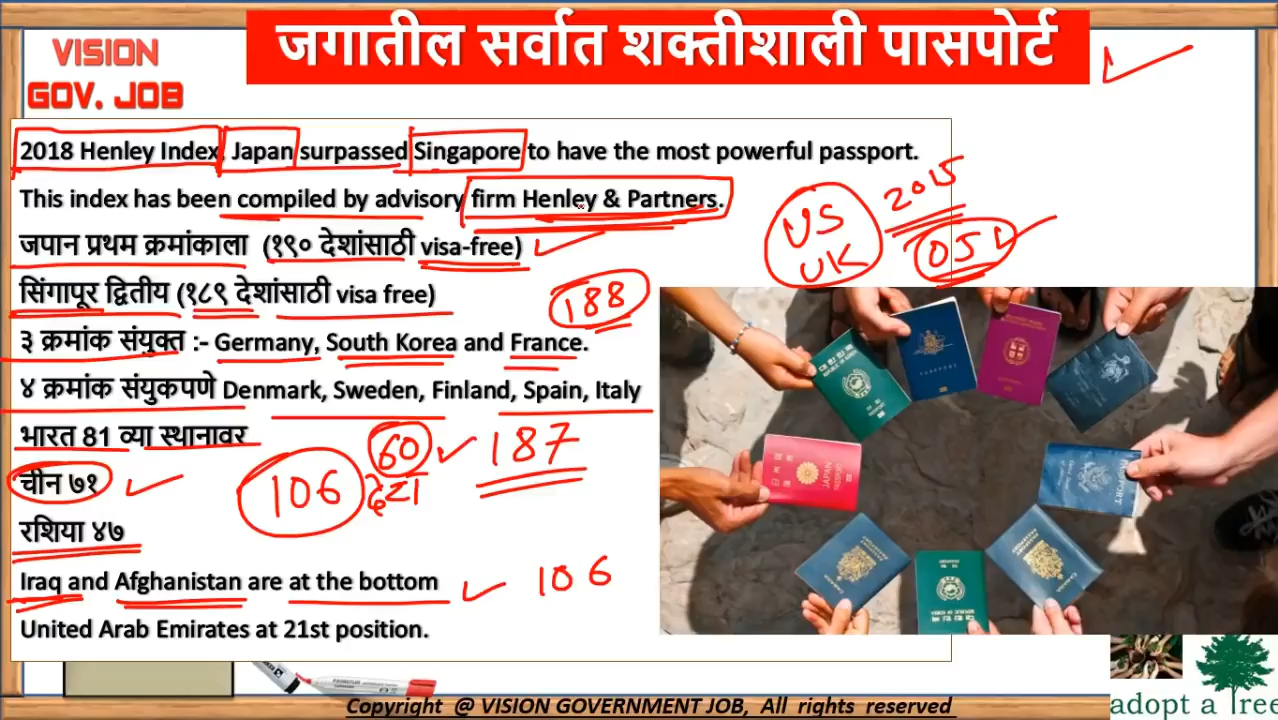 जगातील सर्वात शक्तीशाली पासपोर्ट
VISION
GOV. JOB
2018 Henley Index, Japan surpassed Singapore to have the most powerful passport.
This index has been compiled by advisory firm Henley & Partners.
2015
US
UK
05
जपान प्रथम क्रमांकाला (१९० देशांसाठी visa-free)
सिंगापूर द्वितीय (१८९ देशांसाठी visa free)
188
३ क्रमांक संयुक्त :- Germany, South Korea and France.
४ क्रमांक संयुकपणे Denmark, Sweden, Finland, Spain, Italy
भारत 81 व्या स्थानावर
60
187
चीन ७१
106
देश
रशिया ४७
Iraq and Afghanistan are at the bottom
106
United Arab Emirates at 21st position.
PASSPORT
JAPAN
PASSPORT
Copyright @ VISION GOVERNMENT JOB, All rights reserved
adopt a Tree